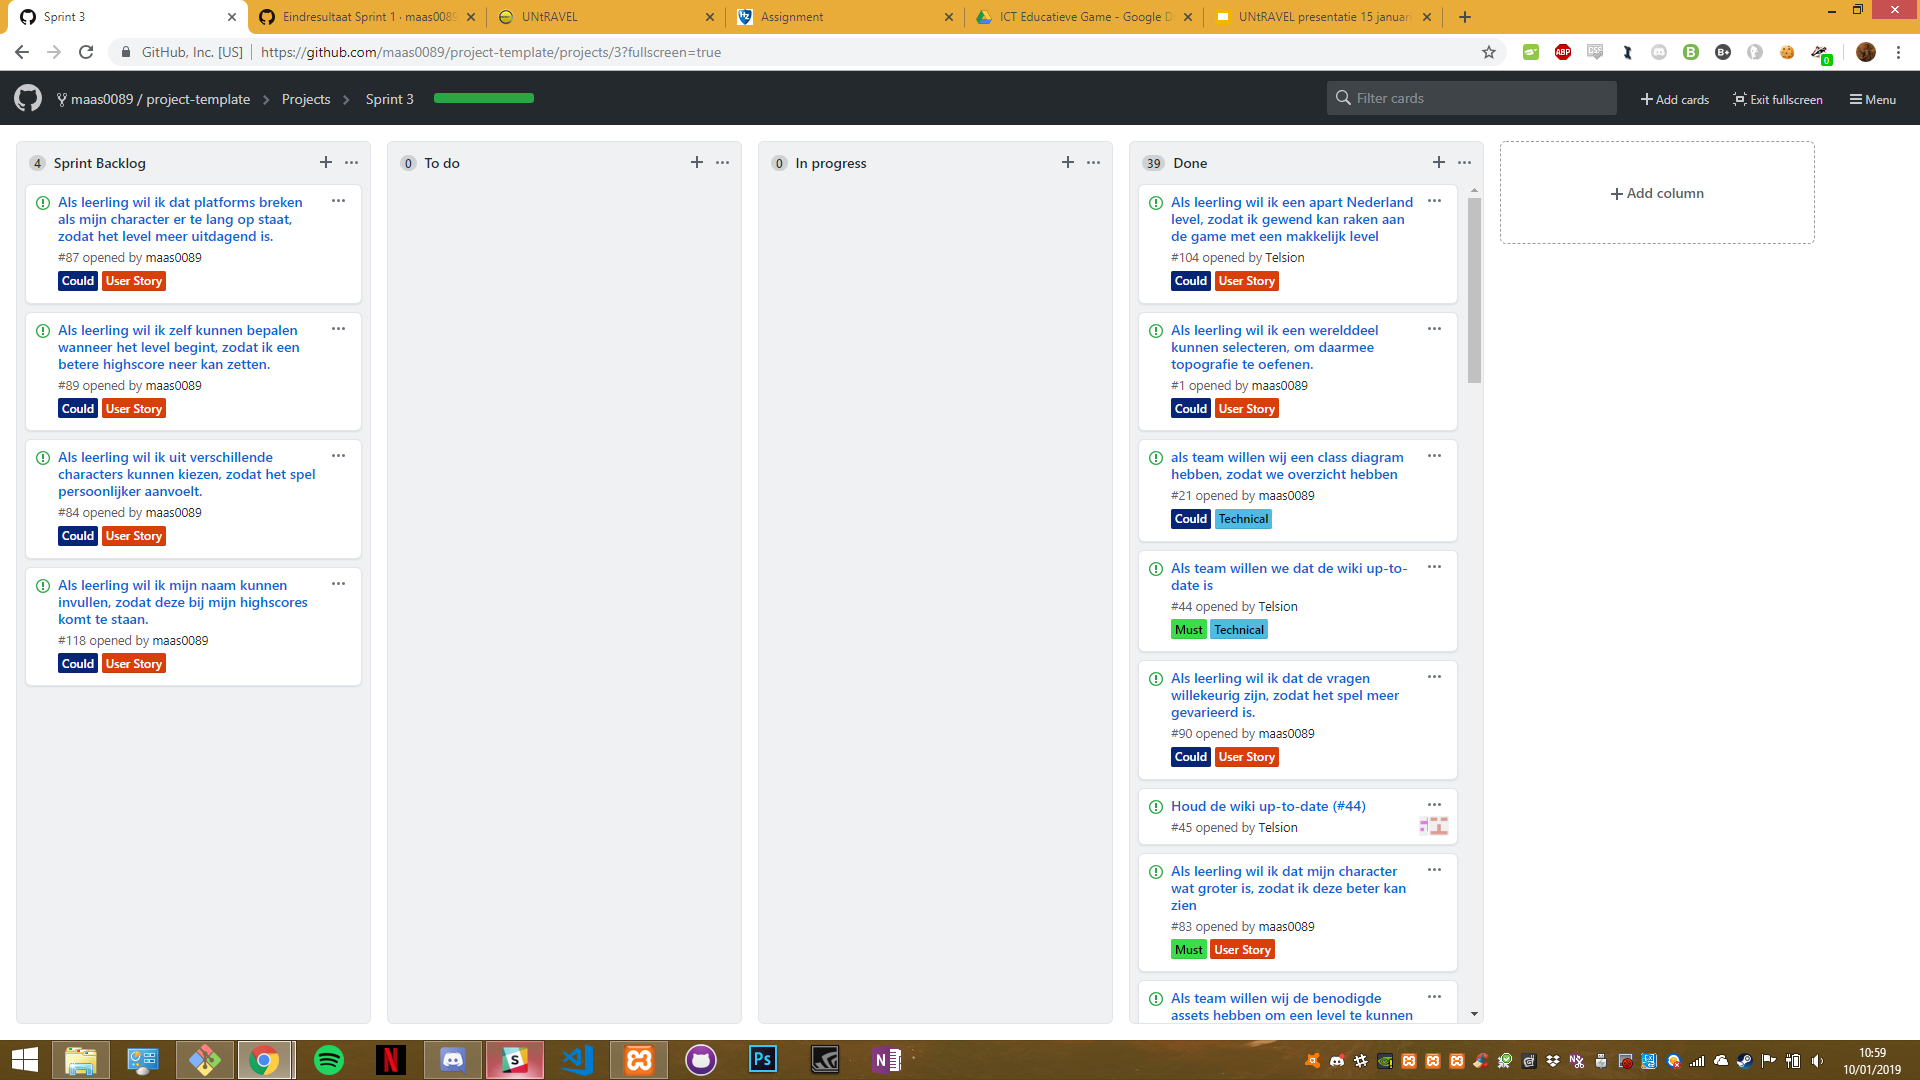 Sprint 3
Eindresultaat Sprint 1 · maas0089
UNtRAVEL
Assignment
ICT Educatieve Game - Google D
UNtRAVEL presentatie 15 januar
GitHub, Inc. [US]
https://github.com/maas0089/project-template/projects/3?fullscreen=true
maas0089 / project-template
Projects
Sprint 3
Filter cards
Add cards
Exit fullscreen
Menu
4 Sprint Backlog
Als leerling wil ik dat platforms breken
als mijn character er te lang op staat,
zodat het level meer uitdagend is.
#87 opened by maas0089
Could User Story
Als leerling wil ik zelf kunnen bepalen
wanneer het level begint, zodat ik een
betere highscore neer kan zetten.
#89 opened by maas0089
Could User Story
Als leerling wil ik uit verschillende
characters kunnen kiezen, zodat het spel
persoonlijker aanvoelt.
#84 opened by maas0089
Could User Story
Als leerling wil ik mijn naam kunnen
invullen, zodat deze bij mijn highscores
komt te staan.
#118 opened by maas0089
Could User Story
0 To do
0 In progress
39 Done
Als leerling wil ik een apart Nederland
level, zodat ik gewend kan raken aan
de game met een makkelijk level
#104 opened by Telsion
Could User Story
Als leerling wil ik een werelddeel
kunnen selecteren, om daarmee
topografie te oefenen.
#1 opened by maas0089
Could User Story
als team willen wij een class diagram
hebben, zodat we overzicht hebben
#21 opened by maas0089
Could Technical
Als team willen we dat de wiki up-to-
date is
#44 opened by Telsion
Must Technical
Als leerling wil ik dat de vragen
willekeurig zijn, zodat het spel meer
gevarieerd is.
#90 opened by maas0089
Could User Story
Houd de wiki up-to-date (#44)
#45 opened by Telsion
Als leerling wil ik dat mijn character
wat groter is, zodat ik deze beter kan
zien
#83 opened by maas0089
Must User Story
Als team willen wij de benodigde
assets hebben om een level te kunnen
Add column
10:59
10/01/2019